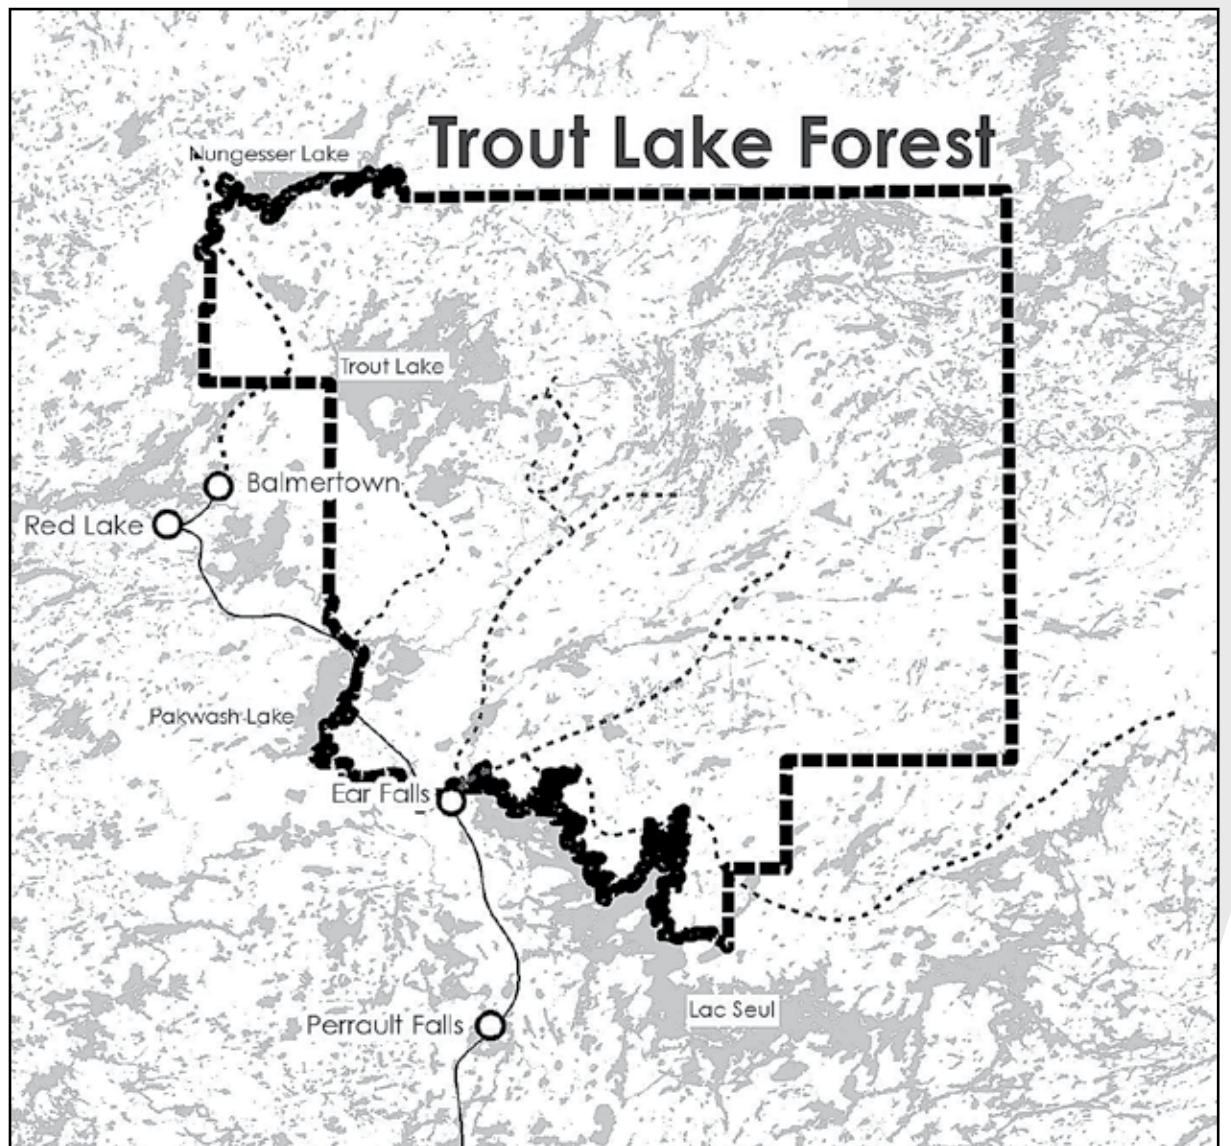 Trout Lake Forest
Nungesser Lake
Trout Lake
Balmertown
Red Lake
Pakwash Lake
Ear Falls
Lac Seul
Perrault Falls